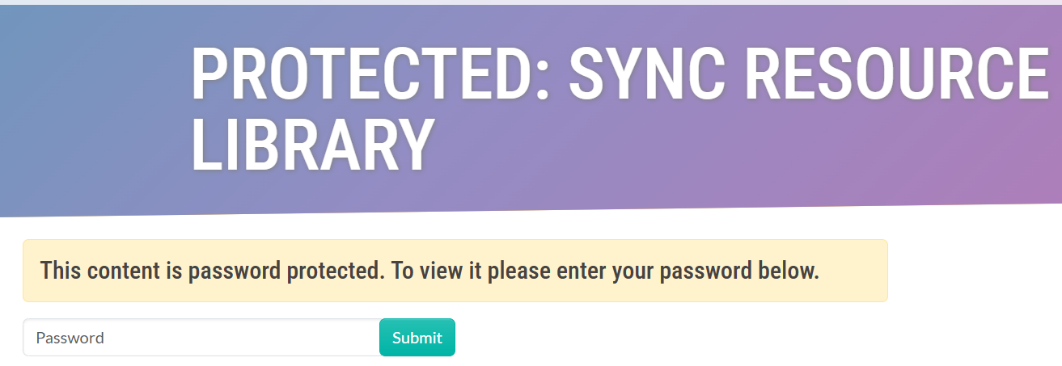 PROTECTED: SYNC RESOURCE
LIBRARY
This content is password protected. To view it please enter your password below.
Password
Submit